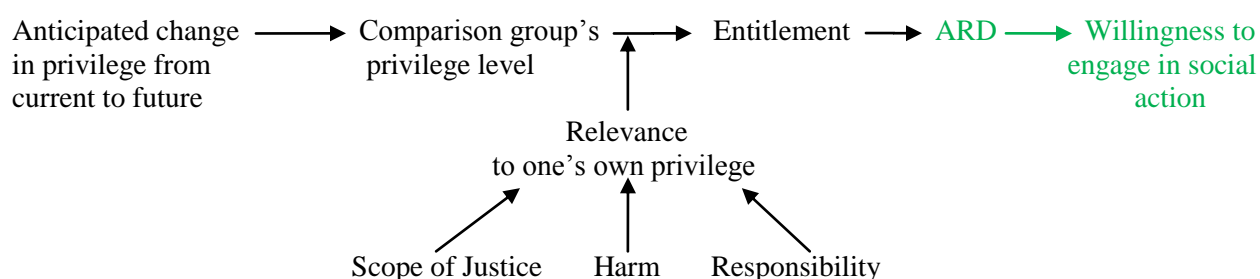 Anticipated change
in privilege from
current to future
Comparison group's
privilege level
Entitlement
ARD
Willingness to
engage in social
action
Relevance
to one's own privilege
Scope of Justice
Harm
Responsibility